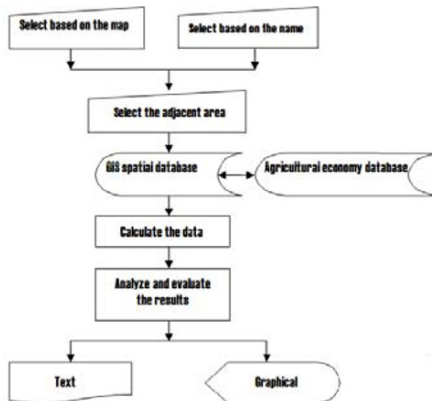 Select based on the map
Select based on the name
Select the adjacent area
GIS spatial database
Agricultural economy database
Calculate the data
Analyze and evaluate
the results
Text
Graphical